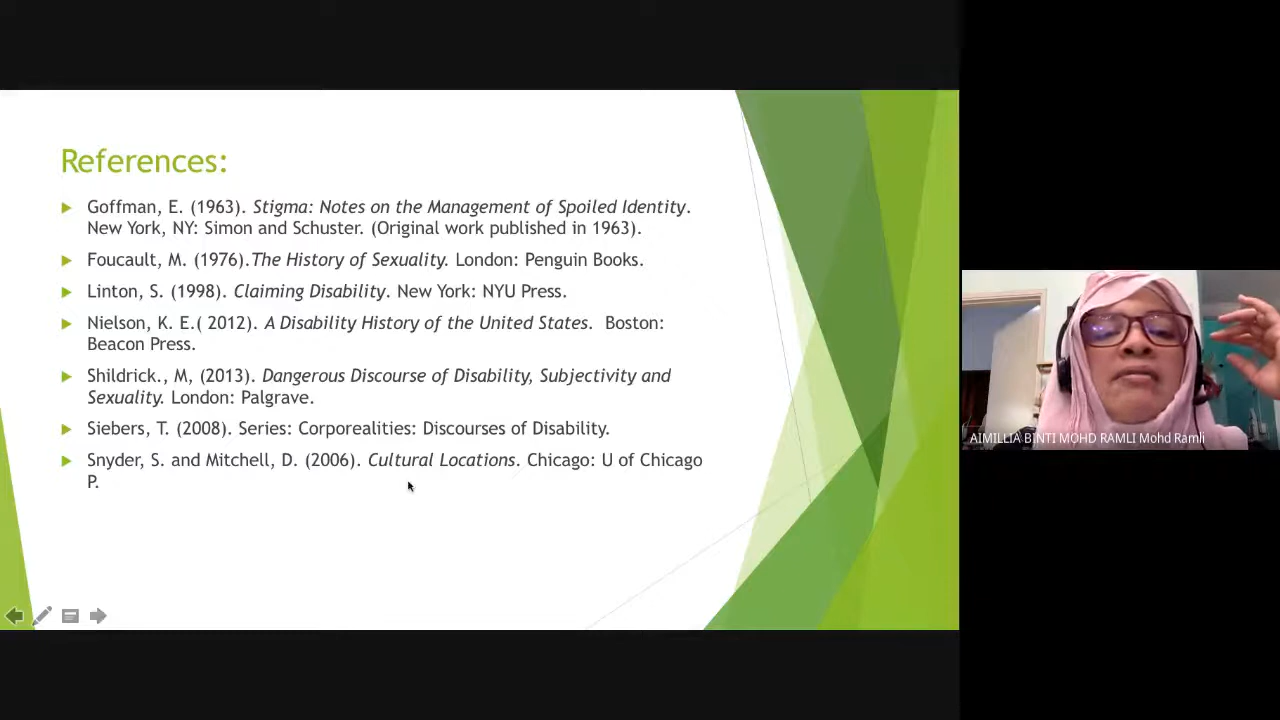 References:
Goffman, E. (1963). Stigma: Notes on the Management of Spoiled Identity.
New York, NY: Simon and Schuster. (Original work published in 1963).
Foucault, M. (1976).The History of Sexuality. London: Penguin Books.
Linton, S. (1998). Claiming Disability. New York: NYU Press.
Nielson, K. E.( 2012). A Disability History of the United States.  Boston:
Beacon Press.
Shildrick., M, (2013). Dangerous Discourse of Disability, Subjectivity and
Sexuality. London: Palgrave.
Siebers, T. (2008). Series: Corporealities: Discourses of Disability.
Snyder, S. and Mitchell, D. (2006). Cultural Locations. Chicago: U of Chicago
P.
AIMILLIA BINTI MOHD RAMLI Mohd Ramli